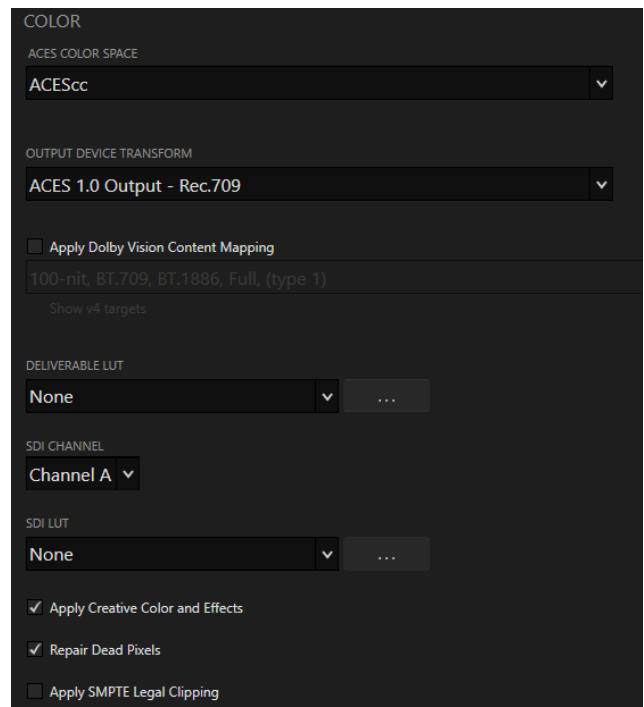 COLOR
ACES COLOR SPACE
ACEScc
OUTPUT DEVICE TRANSFORM
ACES 1.0 Output - Rec.709
Apply Dolby Vision Content Mapping
100-nit, BT.709, BT.1886, Full, (type 1)
Show v4 targets
DELIVERABLE LUT
None
...
SDI CHANNEL
Channel A
SDI LUT
None
...
Apply Creative Color and Effects
Repair Dead Pixels
Apply SMPTE Legal Clipping